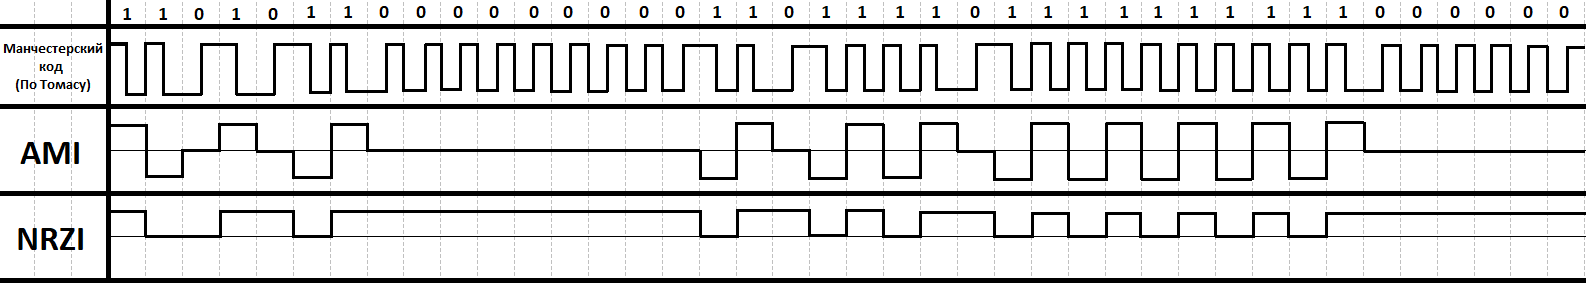 1 1 0 1 0 1 1 0 0 0 0 0 0 0 0 0 1 1 0 1 1 1 1 0 1 1 1 1 1 1 1 1 1 1 0 0 0 0 0 0
Манчестерский
код
(По Томасу)
AMI
NRZI